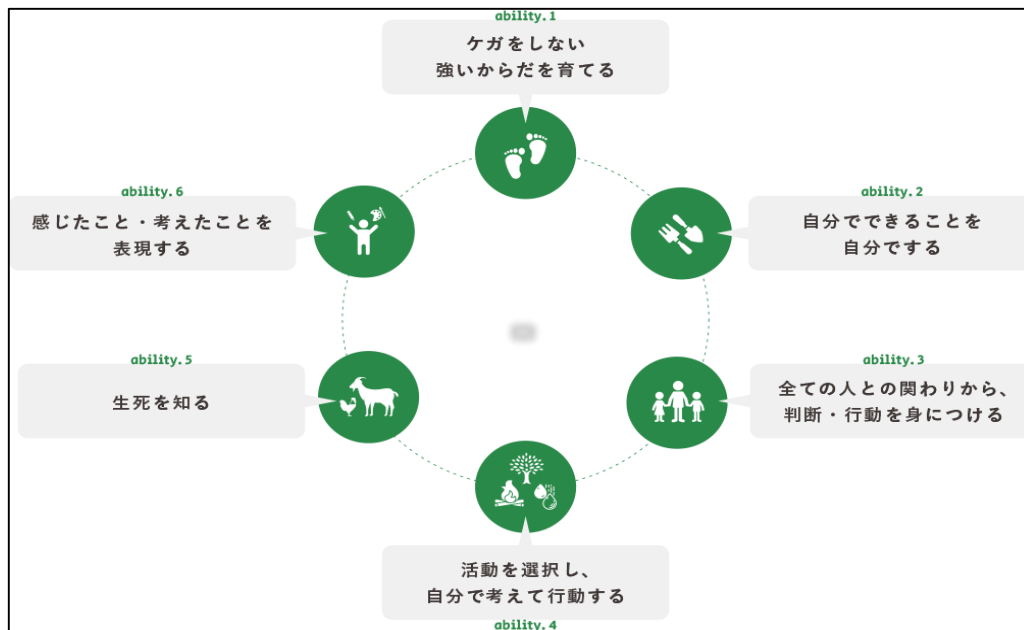 ability.1
ケガをしない
強いからだを育てる
ability.2
自分でできることを
自分でする
ability.3
全ての人との関わりから、
判断・行動を身につける
活動を選択し、
自分で考えて行動する
ability.4
ability.5
生死を知る
ability.6
感じたこと・考えたことを
表現する